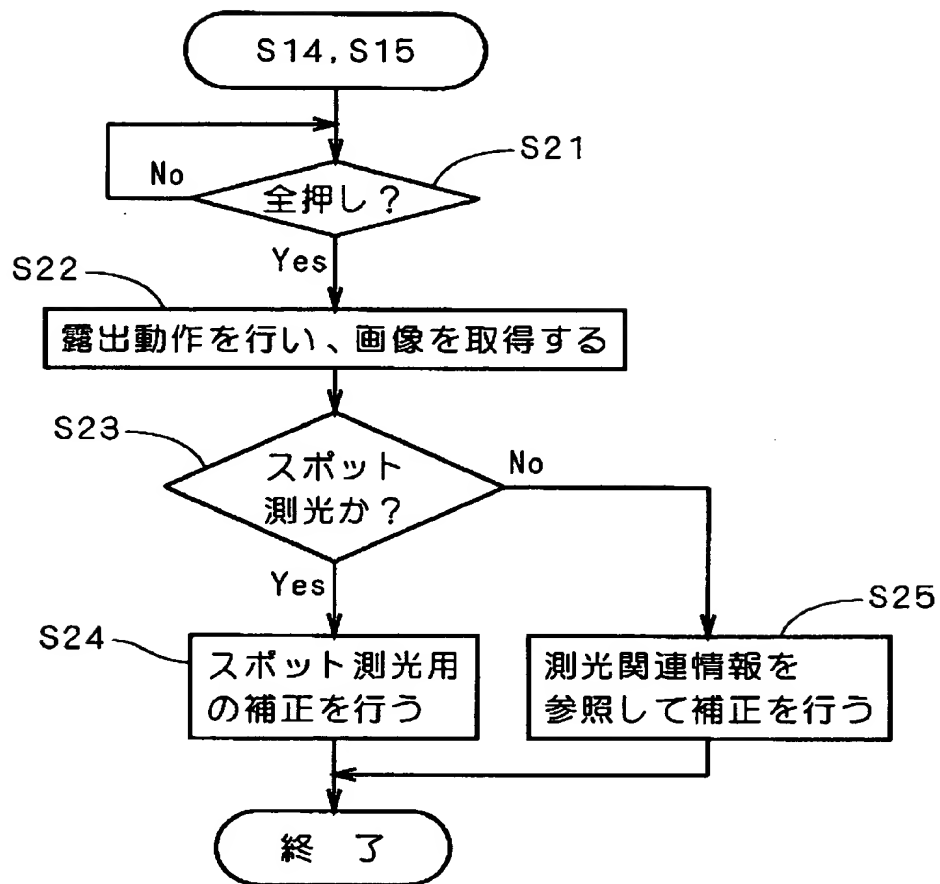 S14,S15
S21
No
全押し？
Yes
S22
露出動作を行い、画像を取得する
S23
スポット
測光か？
No
Yes
S24
スポット測光用
の補正を行う
S25
測光関連情報を
参照して補正を行う
終 了